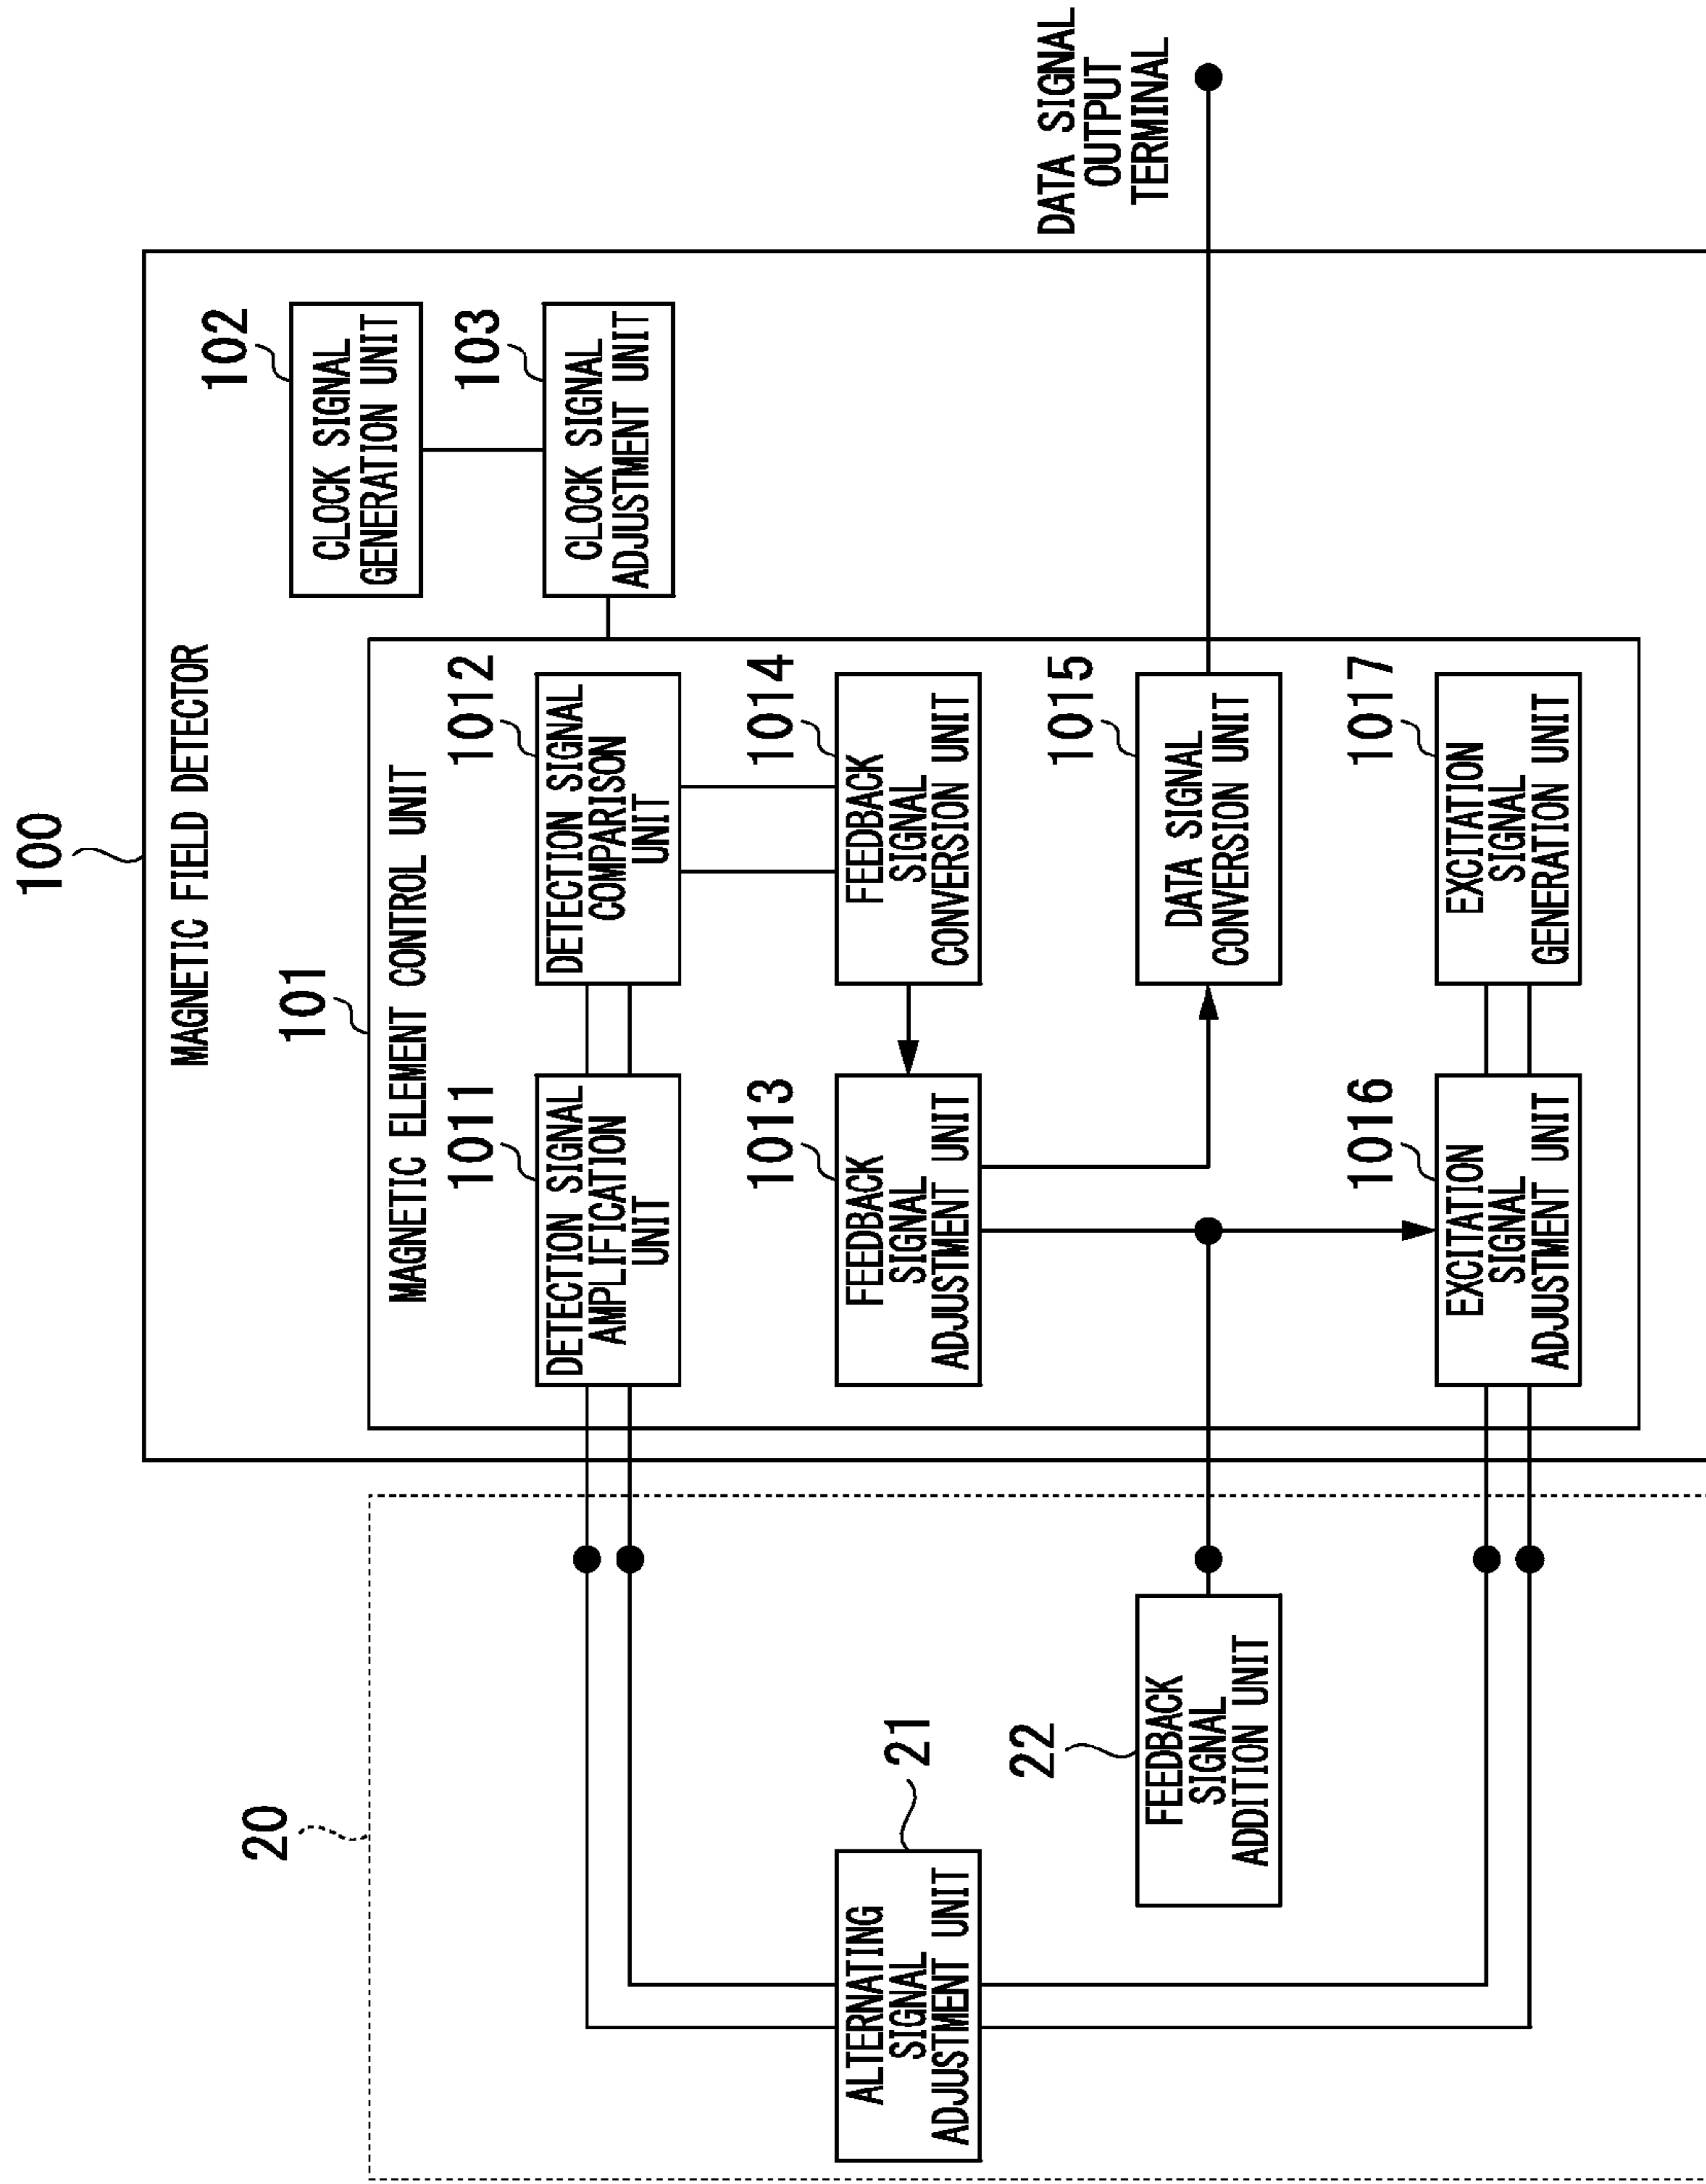 100
MAGNETIC FIELD DETECTOR
101
MAGNETIC ELEMENT CONTROL UNIT
102
CLOCK SIGNAL
GENERATION UNIT
103
CLOCK SIGNAL
ADJUSTMENT UNIT
1011
DETECTION SIGNAL
AMPLIFICATION
UNIT
1012
DETECTION SIGNAL
COMPARISON
UNIT
1013
FEEDBACK
SIGNAL
ADJUSTMENT UNIT
1014
FEEDBACK
SIGNAL
CONVERSION UNIT
1015
DATA SIGNAL
CONVERSION UNIT
DATA SIGNAL
OUTPUT
TERMINAL
1016
EXCITATION
SIGNAL
ADJUSTMENT UNIT
1017
EXCITATION
SIGNAL
GENERATION UNIT
20
21
ALTERNATING
SIGNAL
ADJUSTMENT UNIT
22
FEEDBACK
SIGNAL
ADDITION UNIT